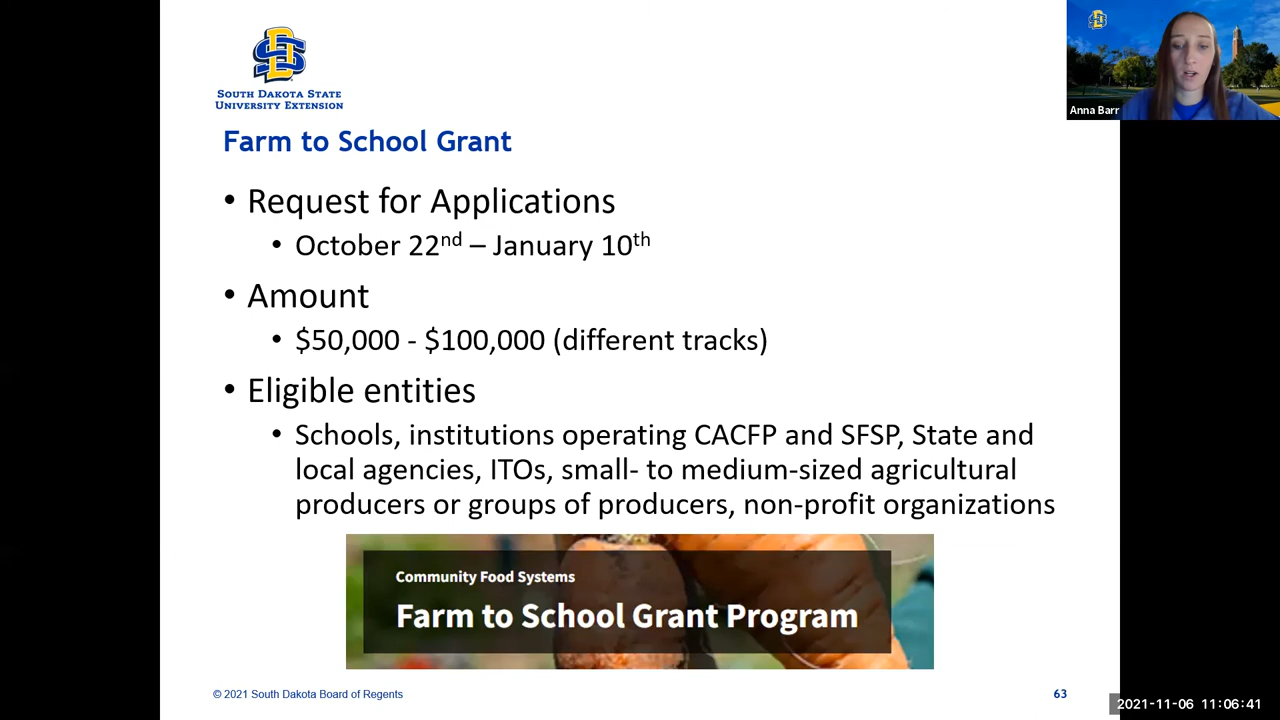 SOUTH DAKOTA STATE
UNIVERSITY EXTENSION
Anna Barr
Farm to School Grant
• Request for Applications
• October 22nd – January 10th
• Amount
• $50,000 - $100,000 (different tracks)
• Eligible entities
• Schools, institutions operating CACFP and SFSP, State and
local agencies, ITOs, small- to medium-sized agricultural
producers or groups of producers, non-profit organizations
Community Food Systems
Farm to School Grant Program
© 2021 South Dakota Board of Regents
63
2021-11-06 11:06:41